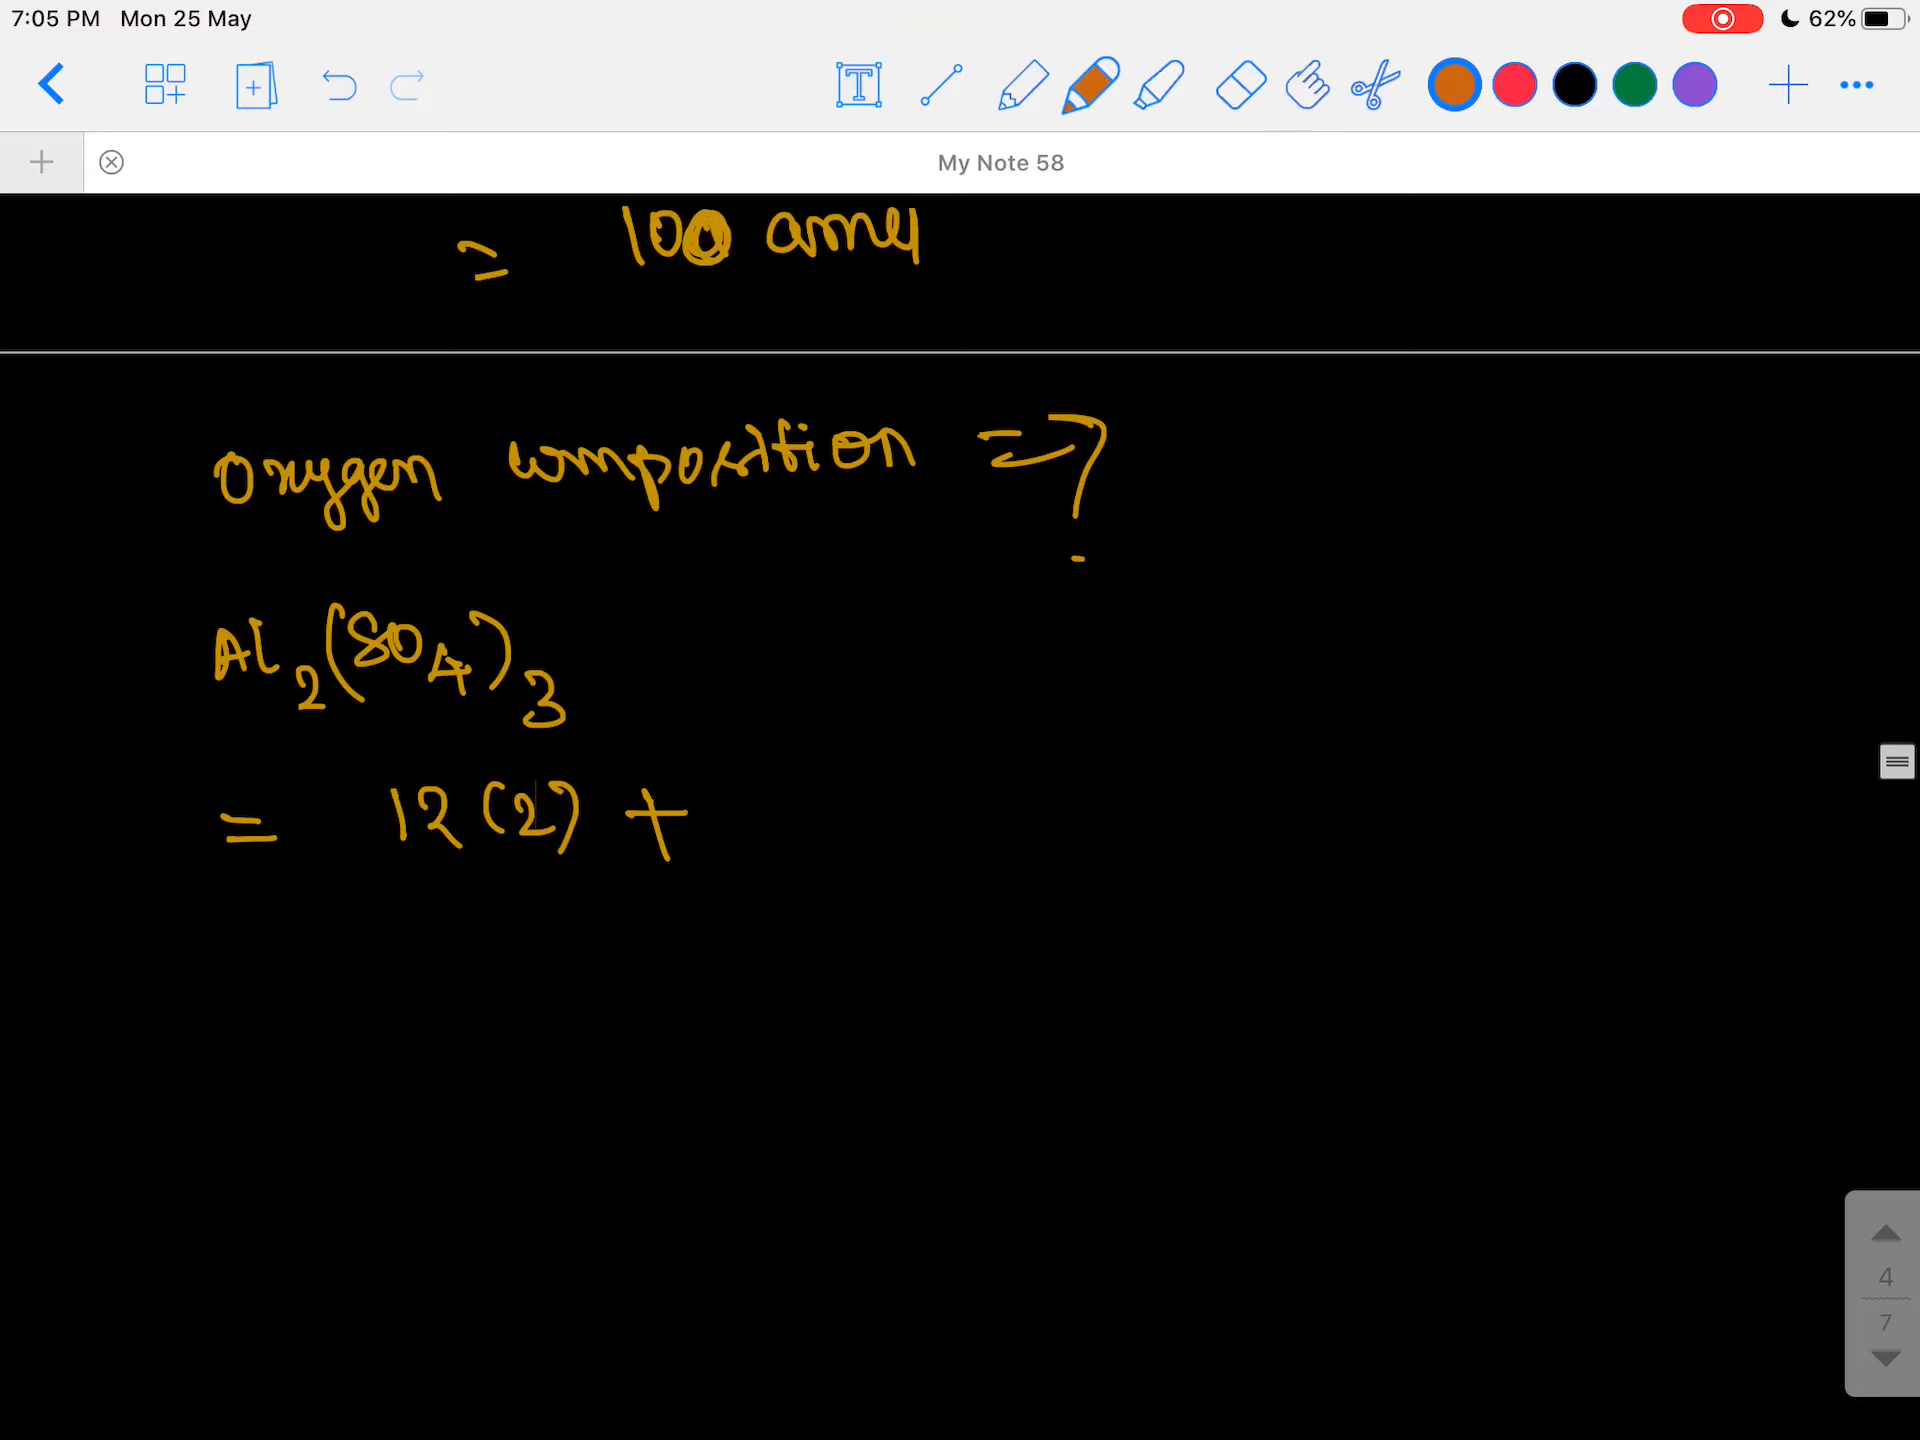 7:05 PM Mon 25 May
62%
My Note 58
= 100 amu
Oxygen composition => ?
Al₂(SO₄)₃
= 12 (2) +
4
7